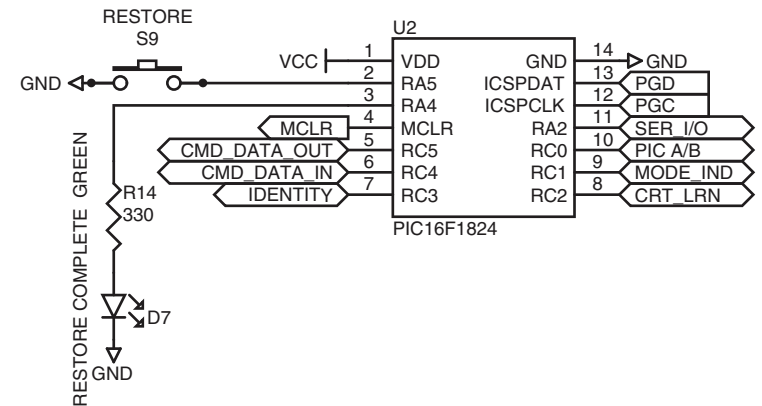 RESTORE
S9
GND
VCC
U2
1
2
3
4
5
6
7
VDD
RA5
RA4
MCLR
RC5
RC4
RC3
GND
ICSPDAT
ICSPCLK
RA2
RC0
RC1
RC2
14
13
12
11
10
9
8
GND
PGD
PGC
SER_I/O
PIC A/B
MODE_IND
CRT_LRN
MCLR
CMD_DATA_OUT
CMD_DATA_IN
IDENTITY
PIC16F1824
R14
330
D7
GND
RESTORE COMPLETE GREEN